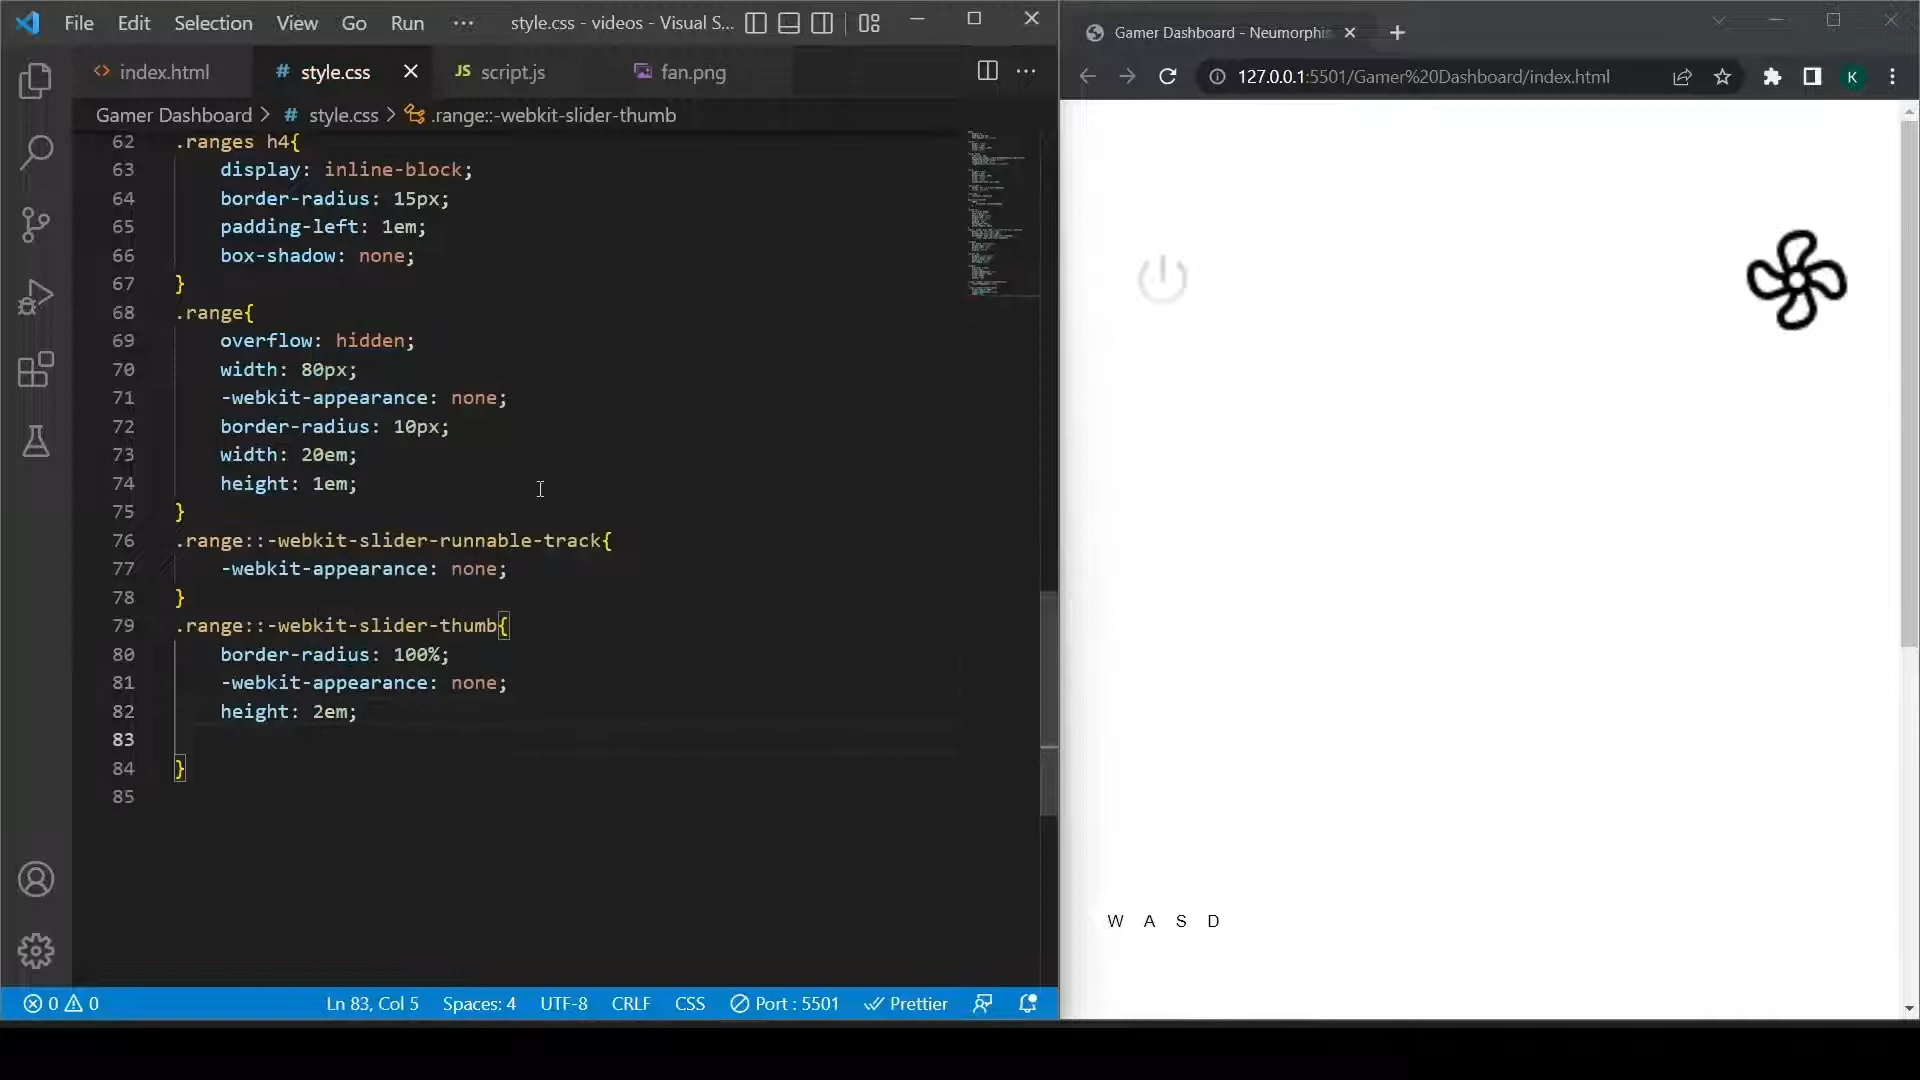 File Edit Selection View Go Run ··· style.css - videos - Visual S...
index.html # style.css JS script.js fan.png
Gamer Dashboard > # style.css > .range::-webkit-slider-thumb
62 .ranges h4{
63 display: inline-block;
64 border-radius: 15px;
65 padding-left: 1em;
66 box-shadow: none;
67 }
68 .range{
69 overflow: hidden;
70 width: 80px;
71 -webkit-appearance: none;
72 border-radius: 10px;
73 width: 20em;
74 height: 1em;
75 }
76 .range::-webkit-slider-runnable-track{
77 -webkit-appearance: none;
78 }
79 .range::-webkit-slider-thumb{
80 border-radius: 100%;
81 -webkit-appearance: none;
82 height: 2em;
83
84 }
85
0 0 Ln 83, Col 5 Spaces: 4 UTF-8 CRLF CSS Port : 5501 Prettier
Gamer Dashboard - Neumorphis
127.0.0.1:5501/Gamer%20Dashboard/index.html K
W A S D